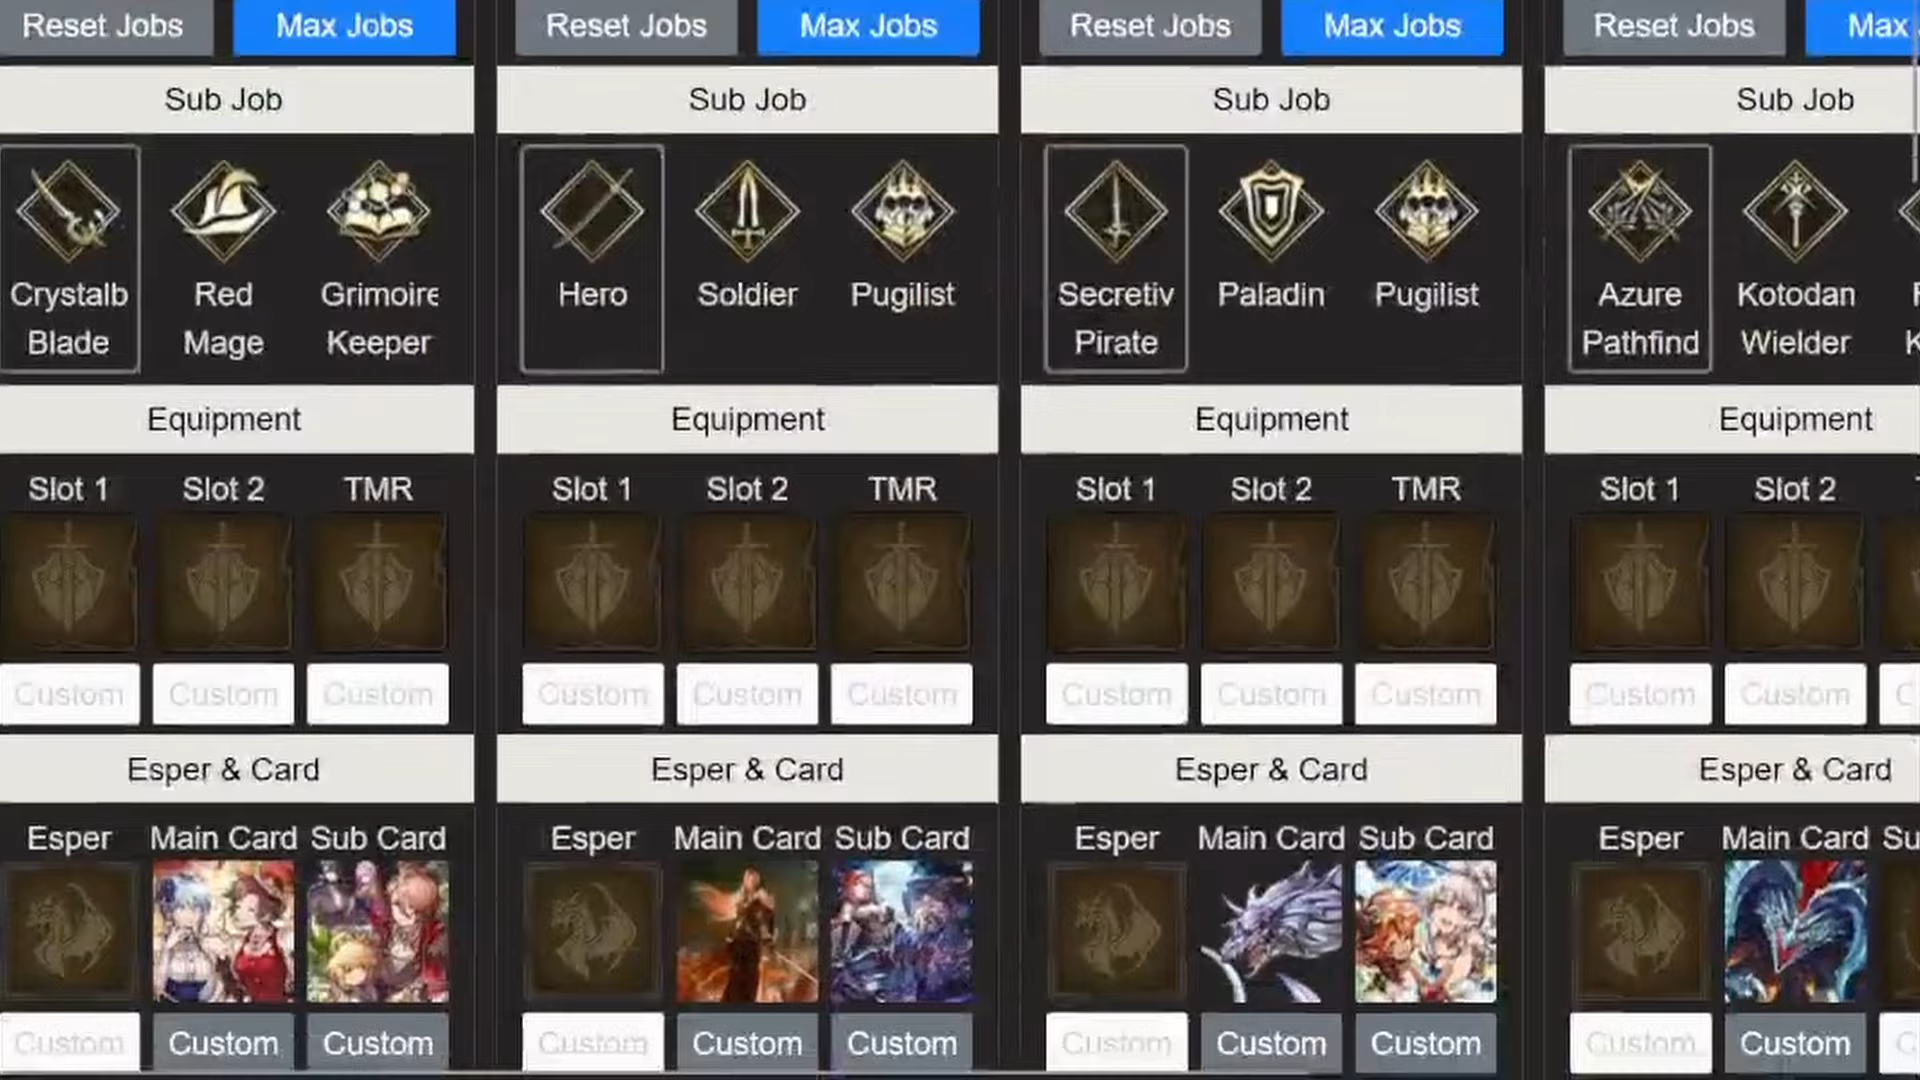 Reset Jobs Max Jobs Reset Jobs Max Jobs Reset Jobs Max Jobs Reset Jobs Max
Sub Job Sub Job Sub Job Sub Job
Crystalb Red Grimoire Hero Soldier Pugilist Secretiv Paladin Pugilist Azure Kotodan
Blade Mage Keeper Pirate Pathfind Wielder
Equipment Equipment Equipment Equipment
Slot 1 Slot 2 TMR Slot 1 Slot 2 TMR Slot 1 Slot 2 TMR Slot 1 Slot 2
Custom Custom Custom Custom Custom Custom Custom Custom Custom Custom Custom
Esper & Card Esper & Card Esper & Card Esper & Card
Esper Main Card Sub Card Esper Main Card Sub Card Esper Main Card Sub Card Esper Main Card Su
Custom Custom Custom Custom Custom Custom Custom Custom Custom Custom Custom